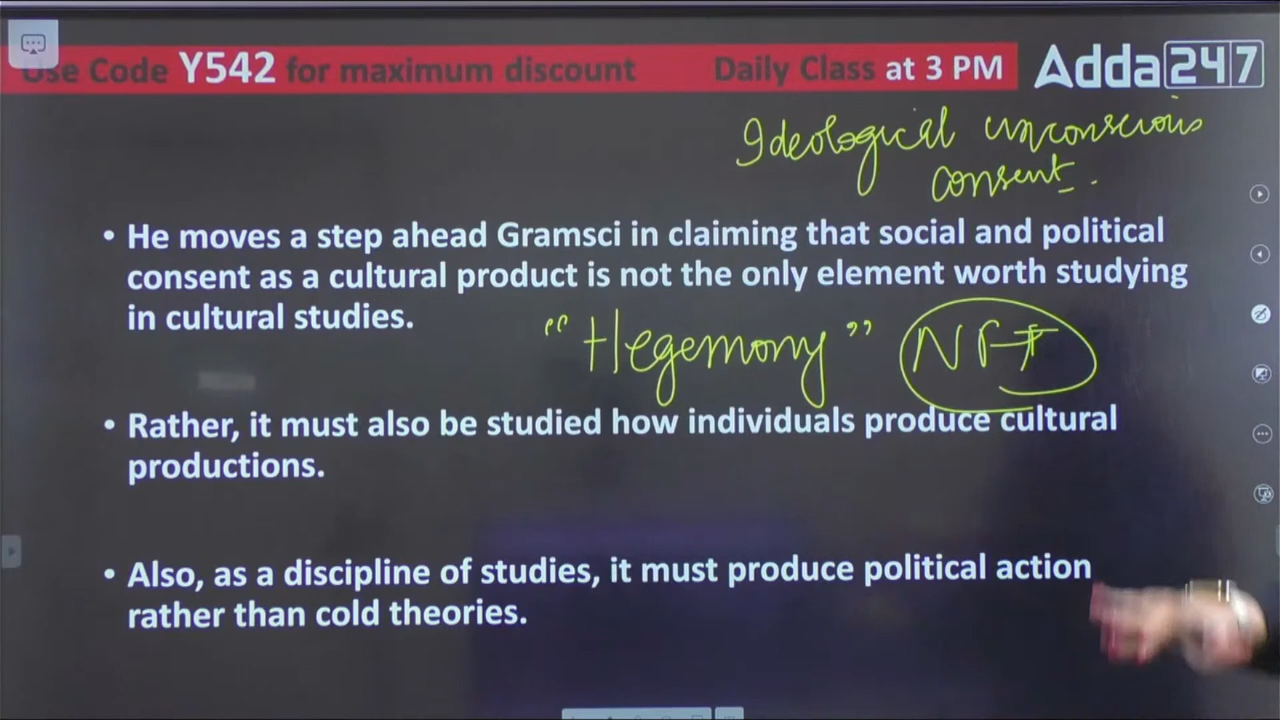 Use Code Y542 for maximum discount Daily Class at 3 PM Adda247
Ideological unconscious
consent.
• He moves a step ahead Gramsci in claiming that social and political
consent as a cultural product is not the only element worth studying
in cultural studies.
"Hegemony" NFT
• Rather, it must also be studied how individuals produce cultural
productions.
• Also, as a discipline of studies, it must produce political action
rather than cold theories.